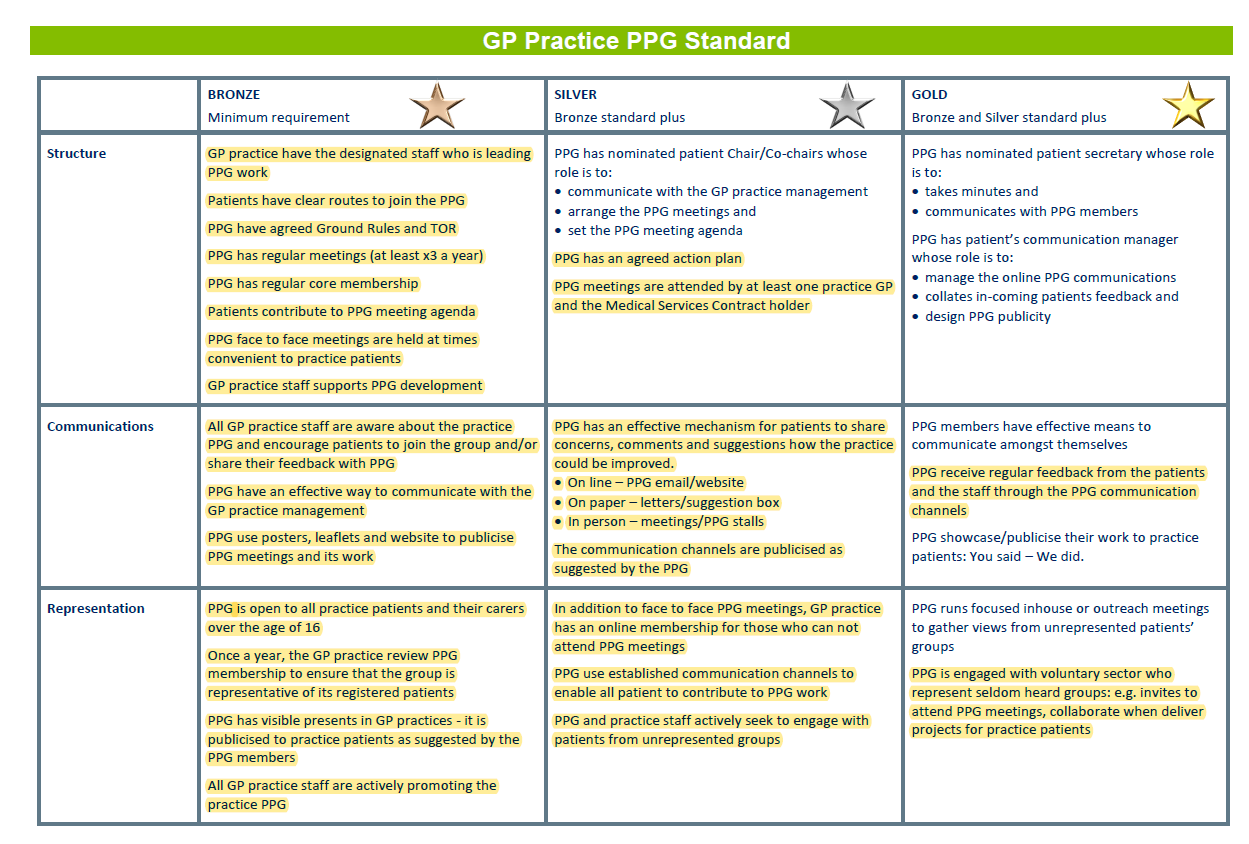 GP Practice PPG Standard
BRONZE
Minimum requirement
SILVER
Bronze standard plus
GOLD
Bronze and Silver standard plus
Structure
GP practice have the designated staff who is leading
PPG work
Patients have clear routes to join the PPG
PPG have agreed Ground Rules and TOR
PPG has regular meetings (at least x3 a year)
PPG has regular core membership
Patients contribute to PPG meeting agenda
PPG face to face meetings are held at times
convenient to practice patients
GP practice staff supports PPG development
PPG has nominated patient Chair/Co-chairs whose
role is to:
• communicate with the GP practice management
• arrange the PPG meetings and
• set the PPG meeting agenda
PPG has an agreed action plan
PPG meetings are attended by at least one practice GP
and the Medical Services Contract holder
PPG has nominated patient secretary whose role
is to:
• takes minutes and
• communicates with PPG members
PPG has patient's communication manager
whose role is to:
• manage the online PPG communications
• collates in-coming patients feedback and
• design PPG publicity
Communications
All GP practice staff are aware about the practice
PPG and encourage patients to join the group and/or
share their feedback with PPG
PPG have an effective way to communicate with the
GP practice management
PPG use posters, leaflets and website to publicise
PPG meetings and its work
PPG has an effective mechanism for patients to share
concerns, comments and suggestions how the practice
could be improved.
• On line – PPG email/website
• On paper – letters/suggestion box
• In person – meetings/PPG stalls
The communication channels are publicised as
suggested by the PPG
PPG members have effective means to
communicate amongst themselves
PPG receive regular feedback from the patients
and the staff through the PPG communication
channels
PPG showcase/publicise their work to practice
patients: You said – We did.
Representation
PPG is open to all practice patients and their carers
over the age of 16
Once a year, the GP practice review PPG
membership to ensure that the group is
representative of its registered patients
PPG has visible presents in GP practices - it is
publicised to practice patients as suggested by the
PPG members
All GP practice staff are actively promoting the
practice PPG
In addition to face to face PPG meetings, GP practice
has an online membership for those who can not
attend PPG meetings
PPG use established communication channels to
enable all patient to contribute to PPG work
PPG and practice staff actively seek to engage with
patients from unrepresented groups
PPG runs focused inhouse or outreach meetings
to gather views from unrepresented patients'
groups
PPG is engaged with voluntary sector who
represent seldom heard groups: e.g. invites to
attend PPG meetings, collaborate when deliver
projects for practice patients